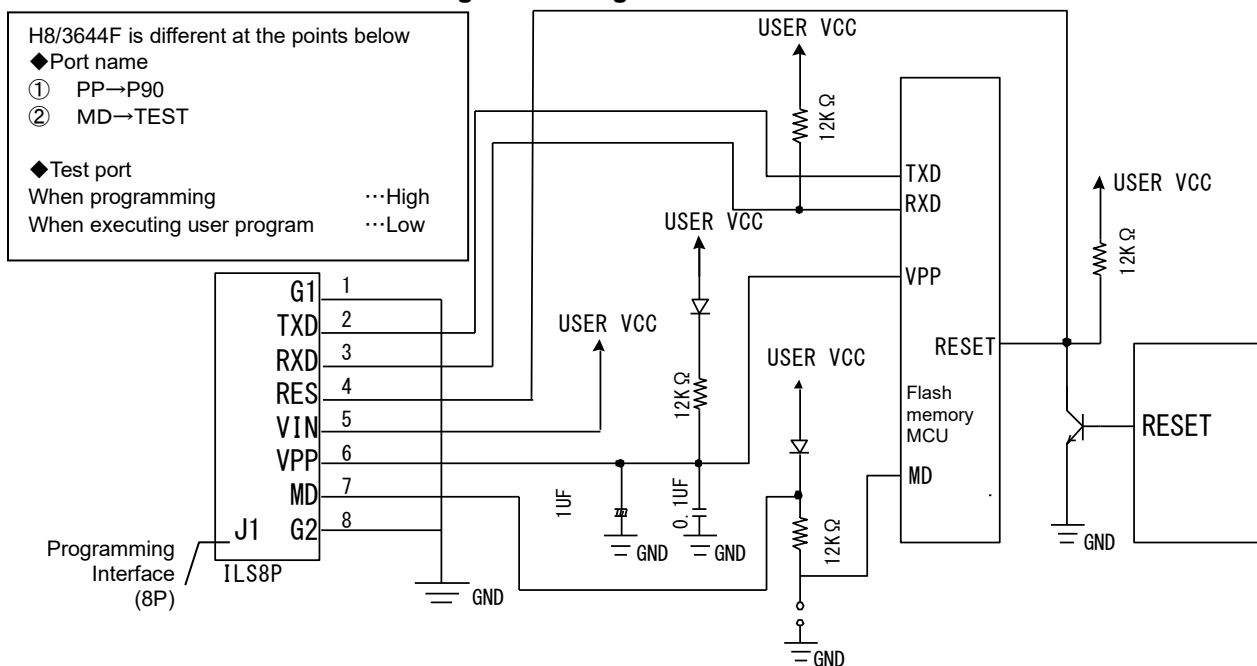 H8/3644F is different at the points below
◆Port name
① PP→P90
② MD→TEST
◆Test port
When programming …High
When executing user program …Low
USER VCC
12KΩ
TXD
RXD
VPP
RESET
Flash
memory
MCU
MD
USER VCC
12KΩ
RESET
GND
USER VCC
12KΩ
USER VCC
USER VCC
12KΩ
GND
1UF
0.1UF
GND
GND
G1 1
TXD 2
RXD 3
RES 4
VIN 5
VPP 6
MD 7
J1 G2 8
ILS8P
Programming
Interface
(8P)
GND